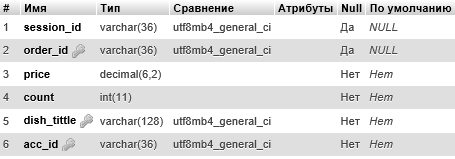 # Имя Тип Сравнение Атрибуты Null По умолчанию
1 session_id varchar(36) utf8mb4_general_ci Да NULL
2 order_id varchar(36) utf8mb4_general_ci Да NULL
3 price decimal(6,2) Нет Нет
4 count int(11) Нет Нет
5 dish_tittle varchar(128) utf8mb4_general_ci Нет Нет
6 acc_id varchar(36) utf8mb4_general_ci Нет Нет